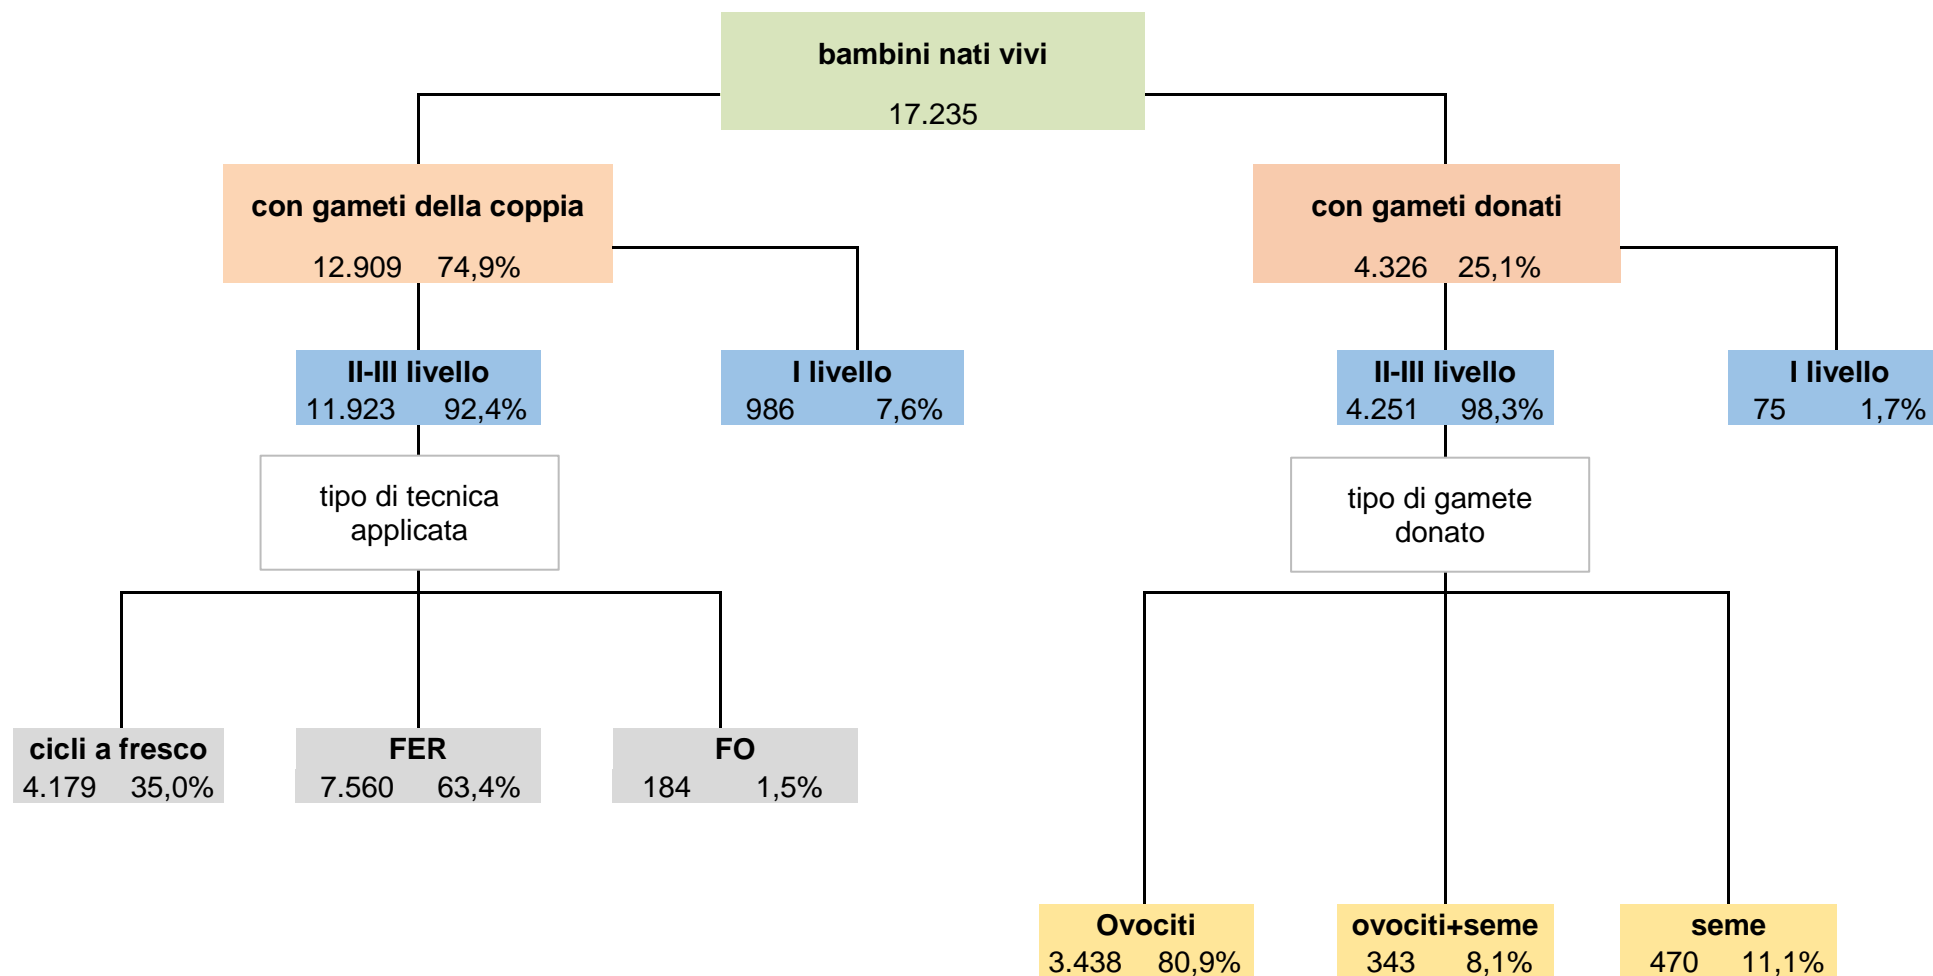 bambini nati vivi
17.235
con gameti della coppia
12.909 74,9%
con gameti donati
4.326 25,1%
II-III livello
11.923 92,4%
I livello
986 7,6%
II-III livello
4.251 98,3%
I livello
75 1,7%
tipo di tecnica
applicata
tipo di gamete
donato
cicli a fresco
4.179 35,0%
FER
7.560 63,4%
FO
184 1,5%
Ovociti
3.438 80,9%
ovociti+seme
343 8,1%
seme
470 11,1%